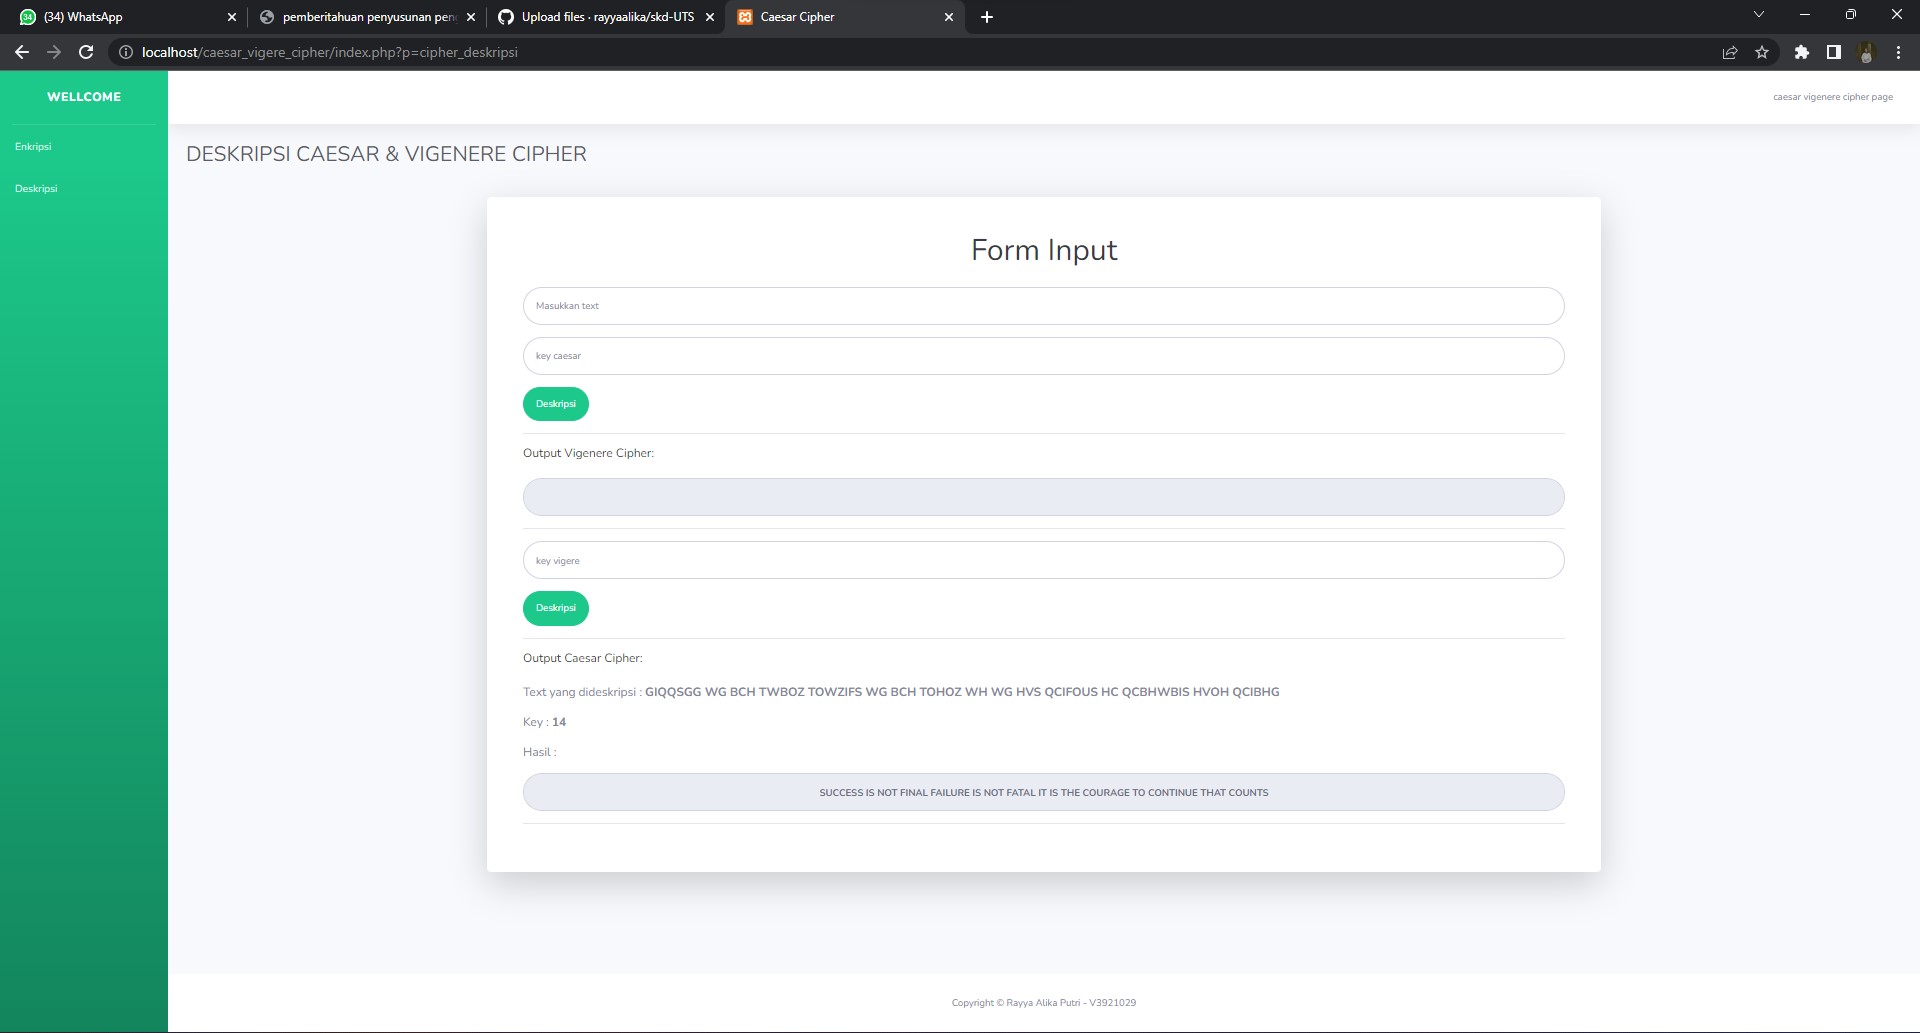 34 (34) WhatsApp
pemberitahuan penyusunan pen
Upload files · rayyaalika/skd-UTS
Caesar Cipher
localhost/caesar_vigere_cipher/index.php?p=cipher_deskripsi
WELLCOME
caesar vigenere cipher page
Enkripsi
Deskripsi
DESKRIPSI CAESAR & VIGENERE CIPHER
Form Input
Masukkan text
key caesar
Deskripsi
Output Vigenere Cipher:
key vigere
Deskripsi
Output Caesar Cipher:
Text yang dideskripsi : GIQQSGG WG BCH TWBOZ TOWZIFS WG BCH TOHOZ WH WG HVS QCIFOUS HC QCBHWBIS HVOH QCIBHG
Key : 14
Hasil :
SUCCESS IS NOT FINAL FAILURE IS NOT FATAL IT IS THE COURAGE TO CONTINUE THAT COUNTS
Copyright © Rayya Alika Putri - V3921029